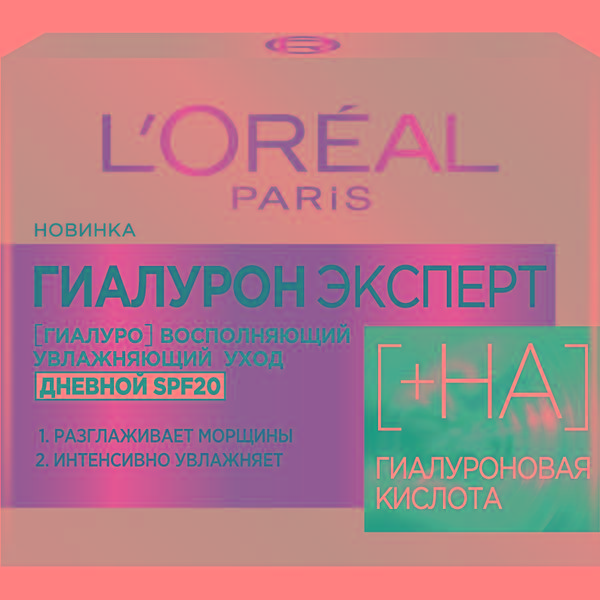 L'ORÉAL
PARIS
НОВИНКА
ГИАЛУРОН ЭКСПЕРТ
[ГИАЛУРО] ВОСПОЛНЯЮЩИЙ
УВЛАЖНЯЮЩИЙ УХОД
ДНЕВНОЙ SPF20
1. РАЗГЛАЖИВАЕТ МОРЩИНЫ
2. ИНТЕНСИВНО УВЛАЖНЯЕТ
[+HA]
ГИАЛУРОНОВАЯ
КИСЛОТА